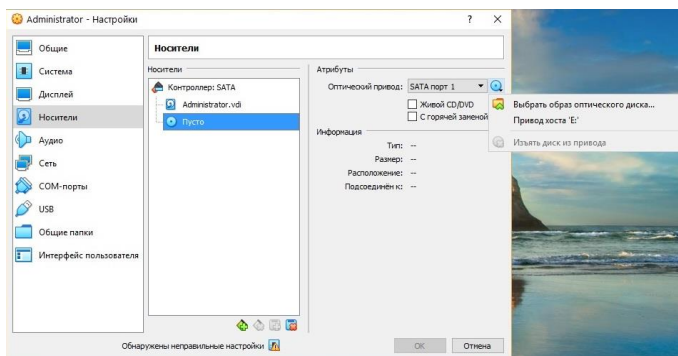 Administrator - Настройки
? ×
Общие
Система
Дисплей
Носители
Аудио
Сеть
COM-порты
USB
Общие папки
Интерфейс пользователя
Носители
Носители
Контроллер: SATA
Administrator.vdi
Пусто
Атрибуты
Оптический привод: SATA порт 1
Живой CD/DVD
С горячей заменой
Информация
Тип: --
Размер: --
Расположение: --
Подсоединён к: --
Выбрать образ оптического диска...
Привод хоста 'E:'
Изъять диск из привода
Обнаружены неправильные настройки
OK
Отмена